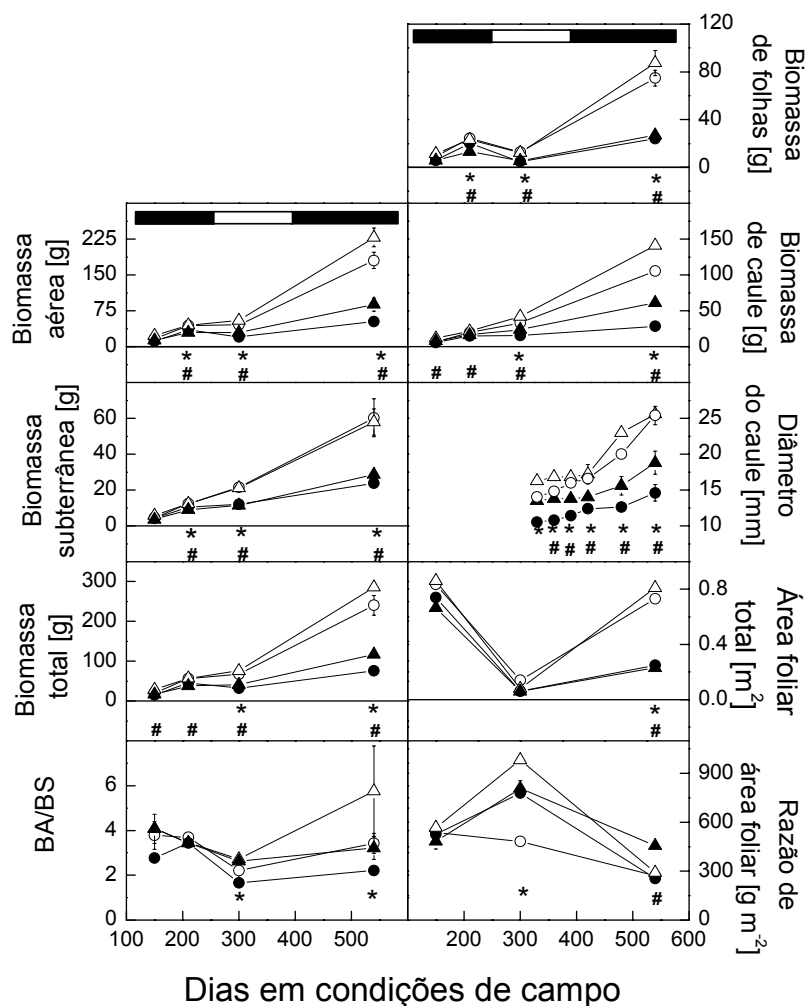 120
80
40
0
Biomassa
de folhas [g]
* * *
# # #
225
150
75
0
Biomassa
aérea [g]
* * *
# # #
150
100
50
0
Biomassa
de caule [g]
* *
# # # #
60
40
20
0
Biomassa
subterrânea [g]
* * *
# # #
25
20
15
10
Diâmetro
do caule [mm]
* * * * * *
# # # # #
300
200
100
0
Biomassa
total [g]
* *
# # # #
0.8
0.4
0.0
Área foliar
total [m²]
*
#
6
4
2
0
BA/BS
* *
900
600
300
0
Razão de
área foliar [g m⁻²]
* #
100 200 300 400 500
200 300 400 500 600
Dias em condições de campo